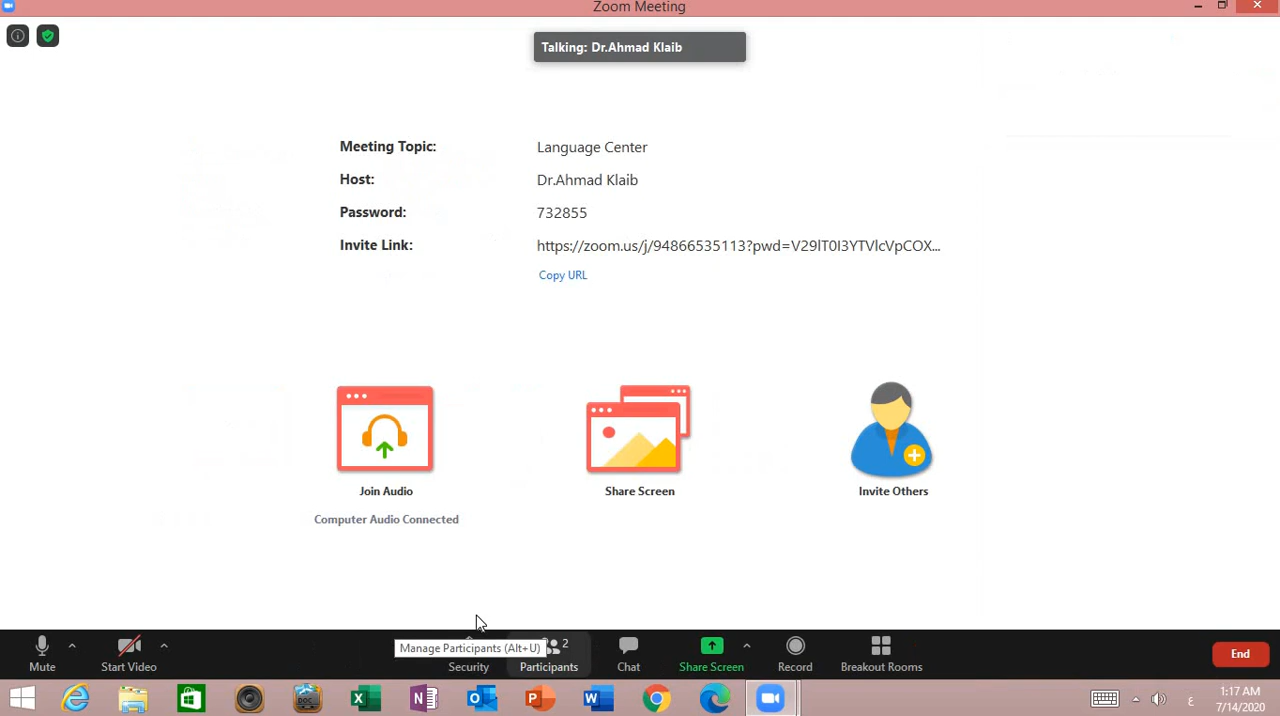 Zoom Meeting
Talking: Dr.Ahmad Klaib
Meeting Topic: Language Center
Host: Dr.Ahmad Klaib
Password: 732855
Invite Link: https://zoom.us/j/94866535113?pwd=V29lT0I3YTVlcVpCOX...
Copy URL
Join Audio
Share Screen
Invite Others
Computer Audio Connected
Manage Participants (Alt+U)
2
Mute
Start Video
Security
Participants
Chat
Share Screen
Record
Breakout Rooms
End
DOC
ع
1:17 AM
7/14/2020